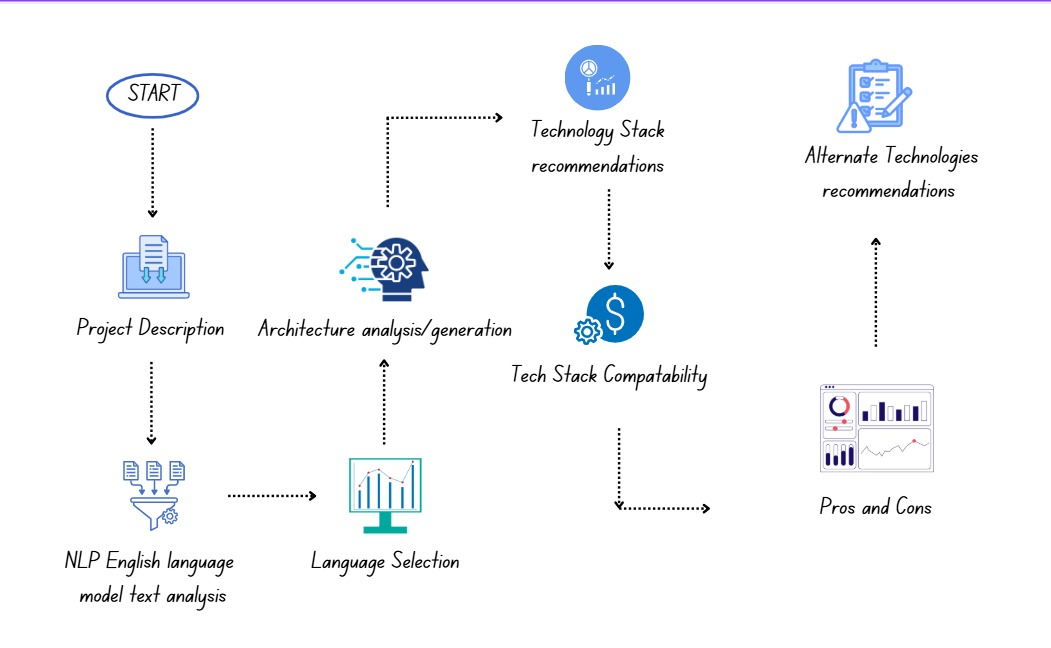 START
Project Description
NLP English language
model text analysis
Language Selection
Architecture analysis/generation
Technology Stack
recommendations
Tech Stack Compatability
Pros and Cons
Alternate Technologies
recommendations